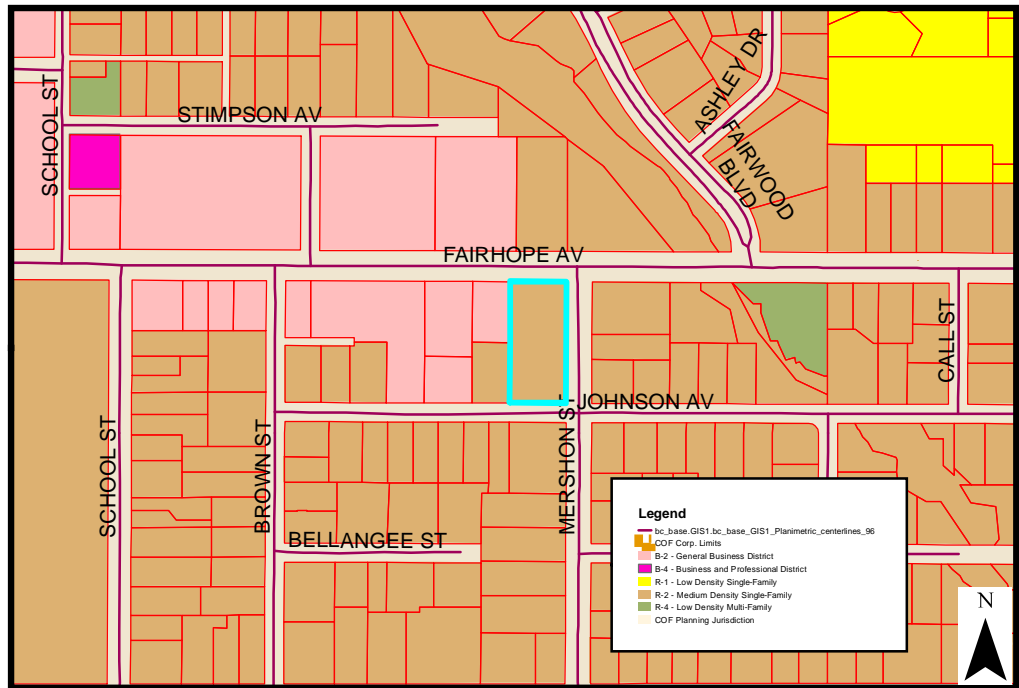 ASHLEY DR
SCHOOL ST
STIMPSON AV
FAIRWOOD
BLVD
FAIRHOPE AV
CALL ST
JOHNSON AV
MERSHON ST
SCHOOL ST
BROWN ST
BELLANGEE ST
Legend
bc_base.GIS1.bc_base_GIS1_Planimetric_centerlines_96
COF Corp. Limits
B-2 - General Business District
B-4 - Business and Professional District
R-1 - Low Density Single-Family
R-2 - Medium Density Single-Family
R-4 - Low Density Multi-Family
COF Planning Jurisdiction
N